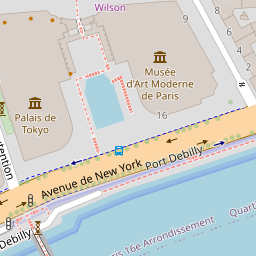 Wilson
Musée
d'Art Moderne
de Paris
16
Palais de
Tokyo
Port Debilly
Avenue de New York
Debilly
Paris 16e Arrondissement